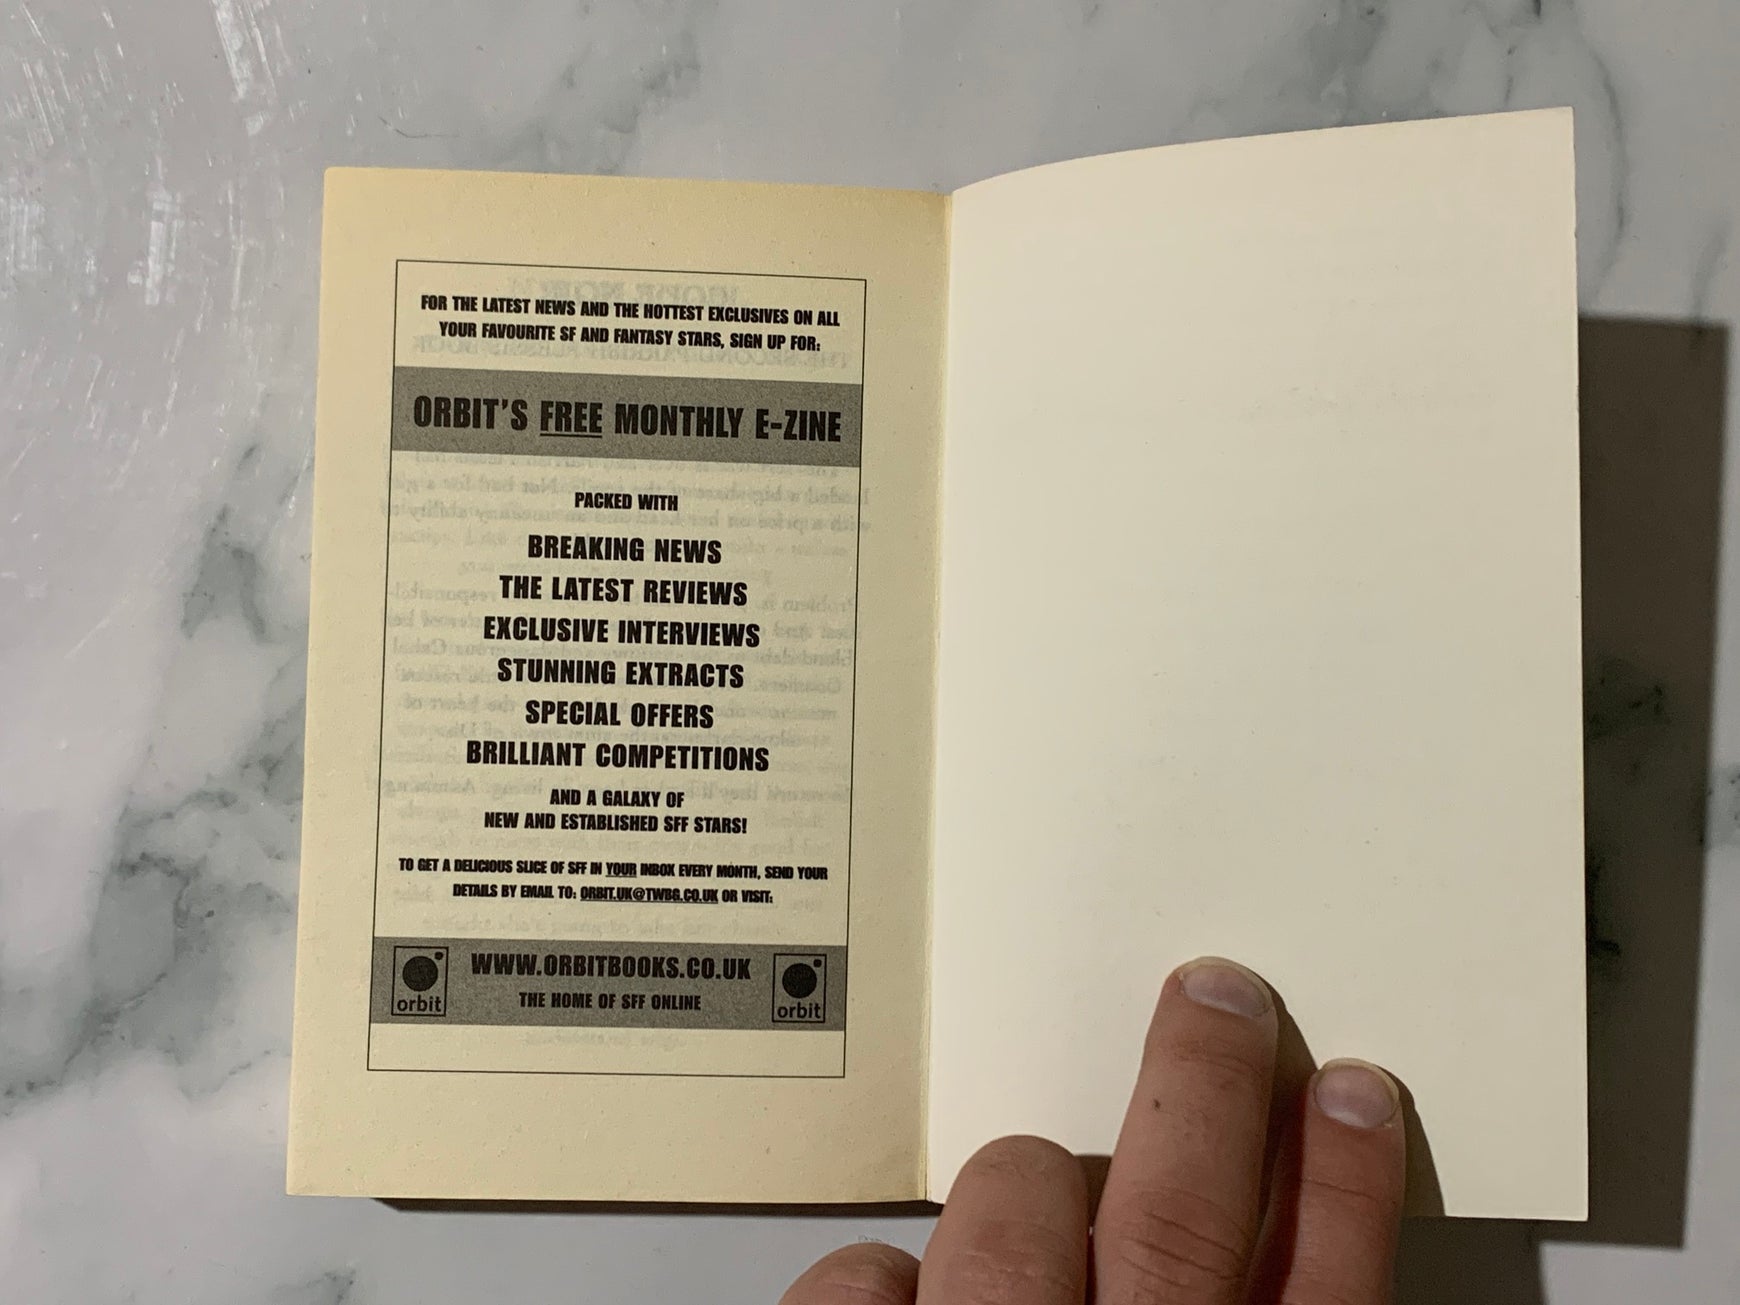 FOR THE LATEST NEWS AND THE HOTTEST EXCLUSIVES ON ALL
YOUR FAVOURITE SF AND FANTASY STARS, SIGN UP FOR:
ORBIT'S FREE MONTHLY E-ZINE
PACKED WITH
BREAKING NEWS
THE LATEST REVIEWS
EXCLUSIVE INTERVIEWS
STUNNING EXTRACTS
SPECIAL OFFERS
BRILLIANT COMPETITIONS
AND A GALAXY OF
NEW AND ESTABLISHED SFF STARS!
TO GET A DELICIOUS SLICE OF SFF IN YOUR INBOX EVERY MONTH, SEND YOUR
DETAILS BY EMAIL TO: ORBIT.UK@TWBG.CO.UK OR VISIT:
WWW.ORBITBOOKS.CO.UK
THE HOME OF SFF ONLINE
orbit
orbit